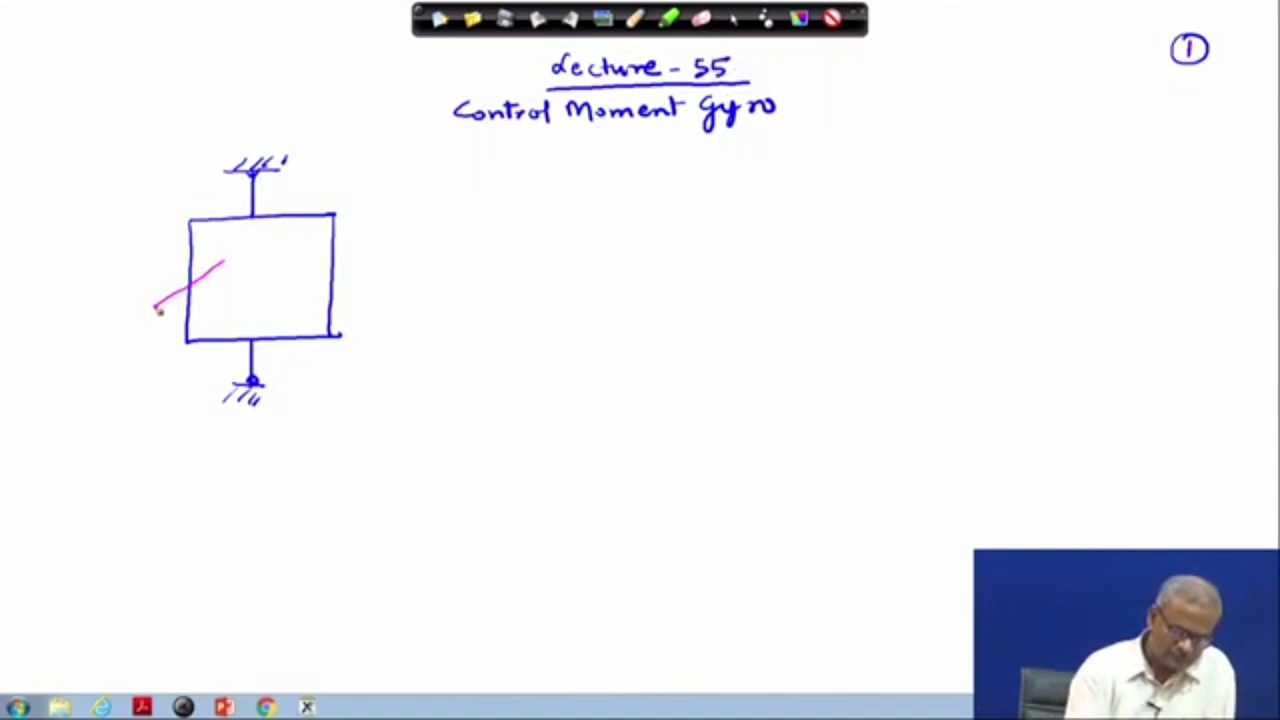 ①
Lecture - 55
Control Moment Gyro